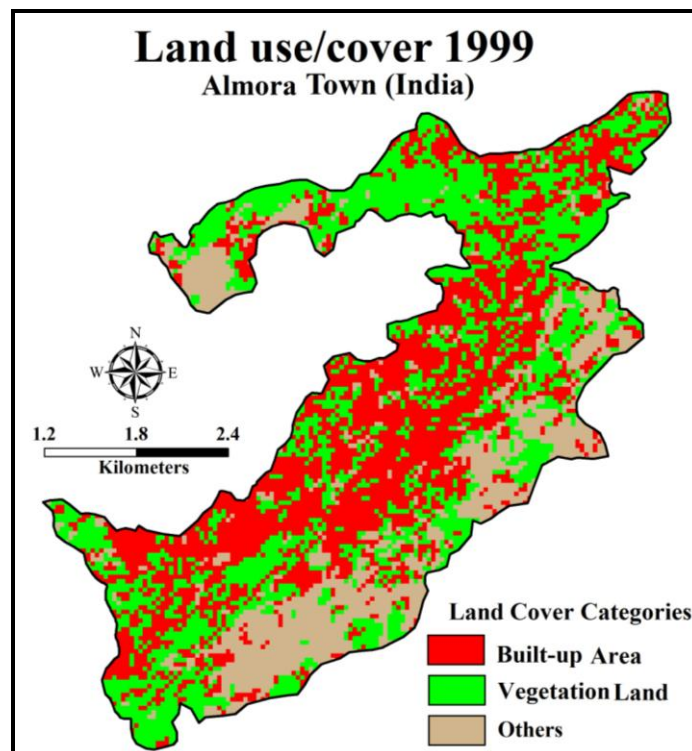 Land use/cover 1999
Almora Town (India)
N
W E
S
1.2 1.8 2.4
Kilometers
Land Cover Categories
Built-up Area
Vegetation Land
Others